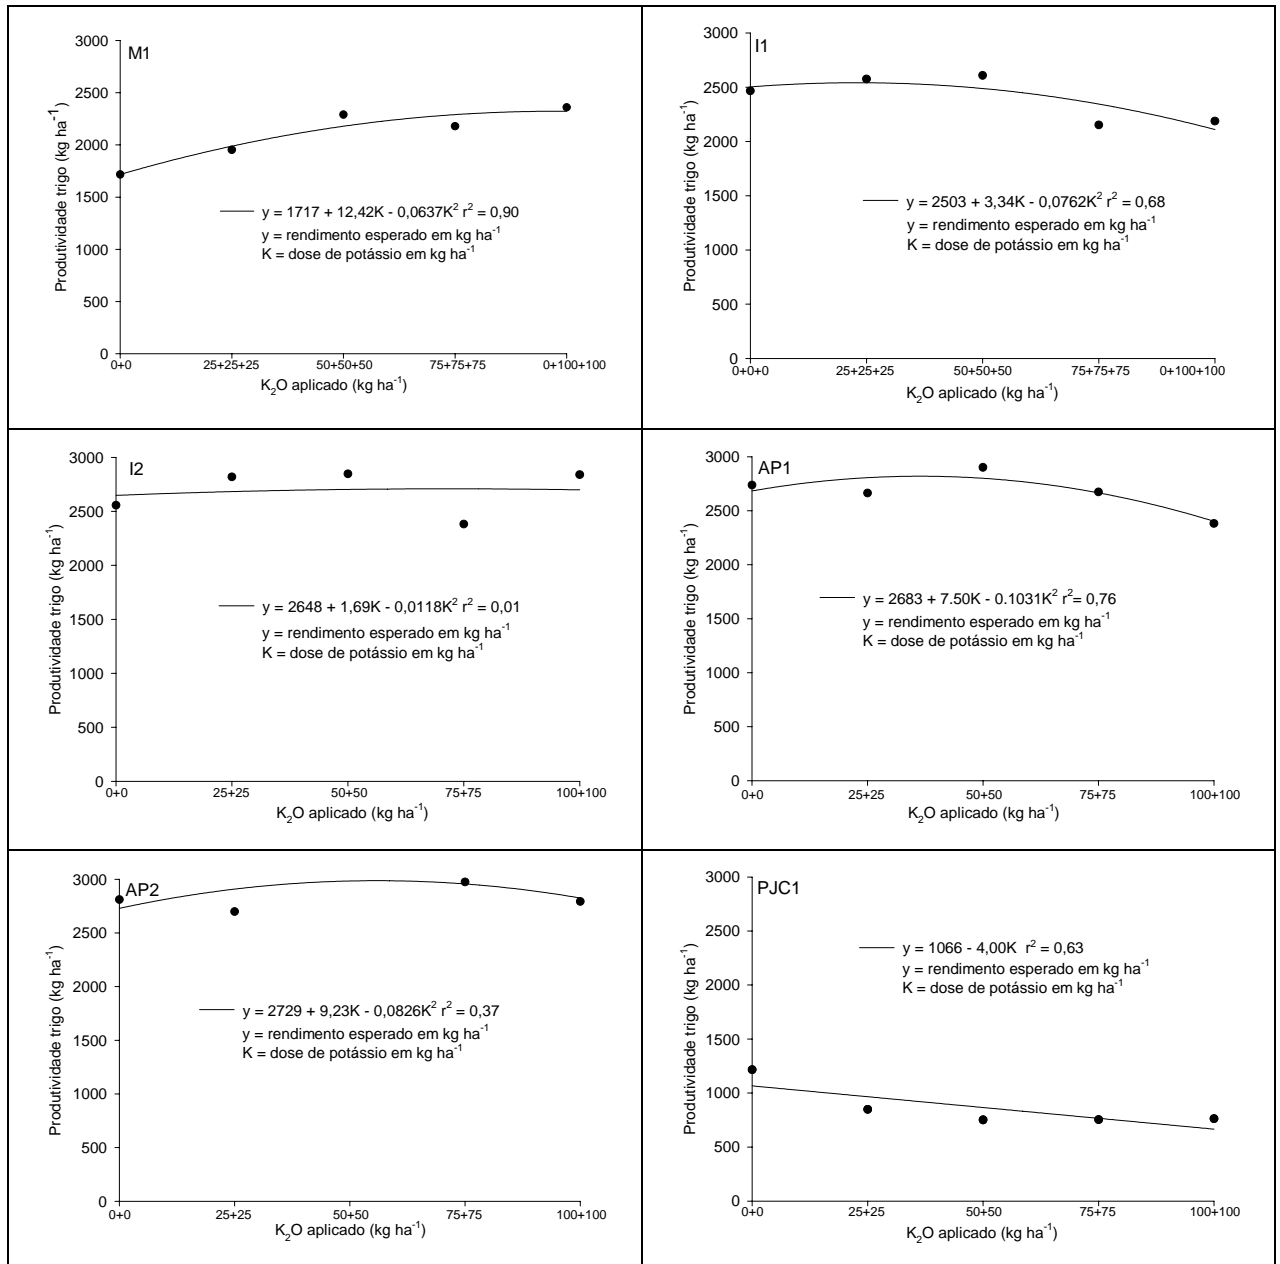 M1
Produtividade trigo (kg ha⁻¹)
3000
2500
2000
1500
1000
500
0
y = 1717 + 12,42K - 0,0637K² r² = 0,90
y = rendimento esperado em kg ha⁻¹
K = dose de potássio em kg ha⁻¹
0+0 25+25+25 50+50+50 75+75+75 0+100+100
K₂O aplicado (kg ha⁻¹)
I1
Produtividade trigo (kg ha⁻¹)
3000
2500
2000
1500
1000
500
0
y = 2503 + 3,34K - 0,0762K² r² = 0,68
y = rendimento esperado em kg ha⁻¹
K = dose de potássio em kg ha⁻¹
0+0+0 25+25+25 50+50+50 75+75+75 0+100+100
K₂O aplicado (kg ha⁻¹)
I2
Produtividade trigo (kg ha⁻¹)
3000
2500
2000
1500
1000
500
0
y = 2648 + 1,69K - 0,0118K² r² = 0,01
y = rendimento esperado em kg ha⁻¹
K = dose de potássio em kg ha⁻¹
0+0 25+25 50+50 75+75 100+100
K₂O aplicado (kg ha⁻¹)
AP1
Produtividade trigo (kg ha⁻¹)
3000
2500
2000
1500
1000
500
0
y = 2683 + 7.50K - 0.1031K² r²= 0,76
y = rendimento esperado em kg ha⁻¹
K = dose de potássio em kg ha⁻¹
0+0 25+25 50+50 75+75 100+100
K₂O aplicado (kg ha⁻¹)
AP2
Produtividade trigo (kg ha⁻¹)
3000
2500
2000
1500
1000
500
0
y = 2729 + 9,23K - 0,0826K² r² = 0,37
y = rendimento esperado em kg ha⁻¹
K = dose de potássio em kg ha⁻¹
0+0 25+25 50+50 75+75 100+100
K₂O aplicado (kg ha⁻¹)
PJC1
Produtividade trigo (kg ha⁻¹)
3000
2500
2000
1500
1000
500
0
y = 1066 - 4,00K r² = 0,63
y = rendimento esperado em kg ha⁻¹
K = dose de potássio em kg ha⁻¹
0+0 25+25 50+50 75+75 100+100
K₂O aplicado (kg ha⁻¹)